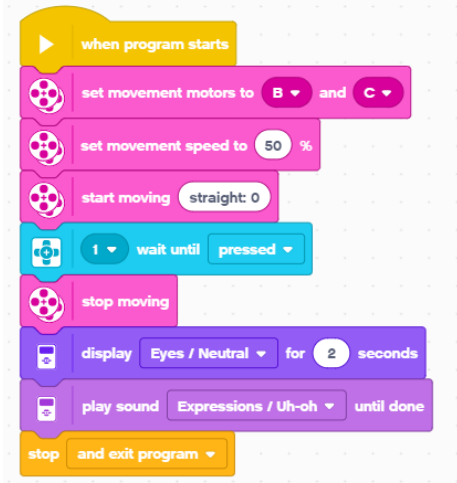 when program starts
set movement motors to B and C
set movement speed to 50 %
start moving straight: 0
1 wait until pressed
stop moving
display Eyes / Neutral for 2 seconds
play sound Expressions / Uh-oh until done
stop and exit program